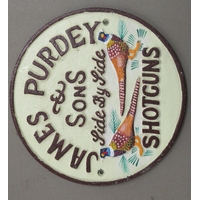 JAMES PURDEY
& SONS
Side By Side
SHOTGUNS